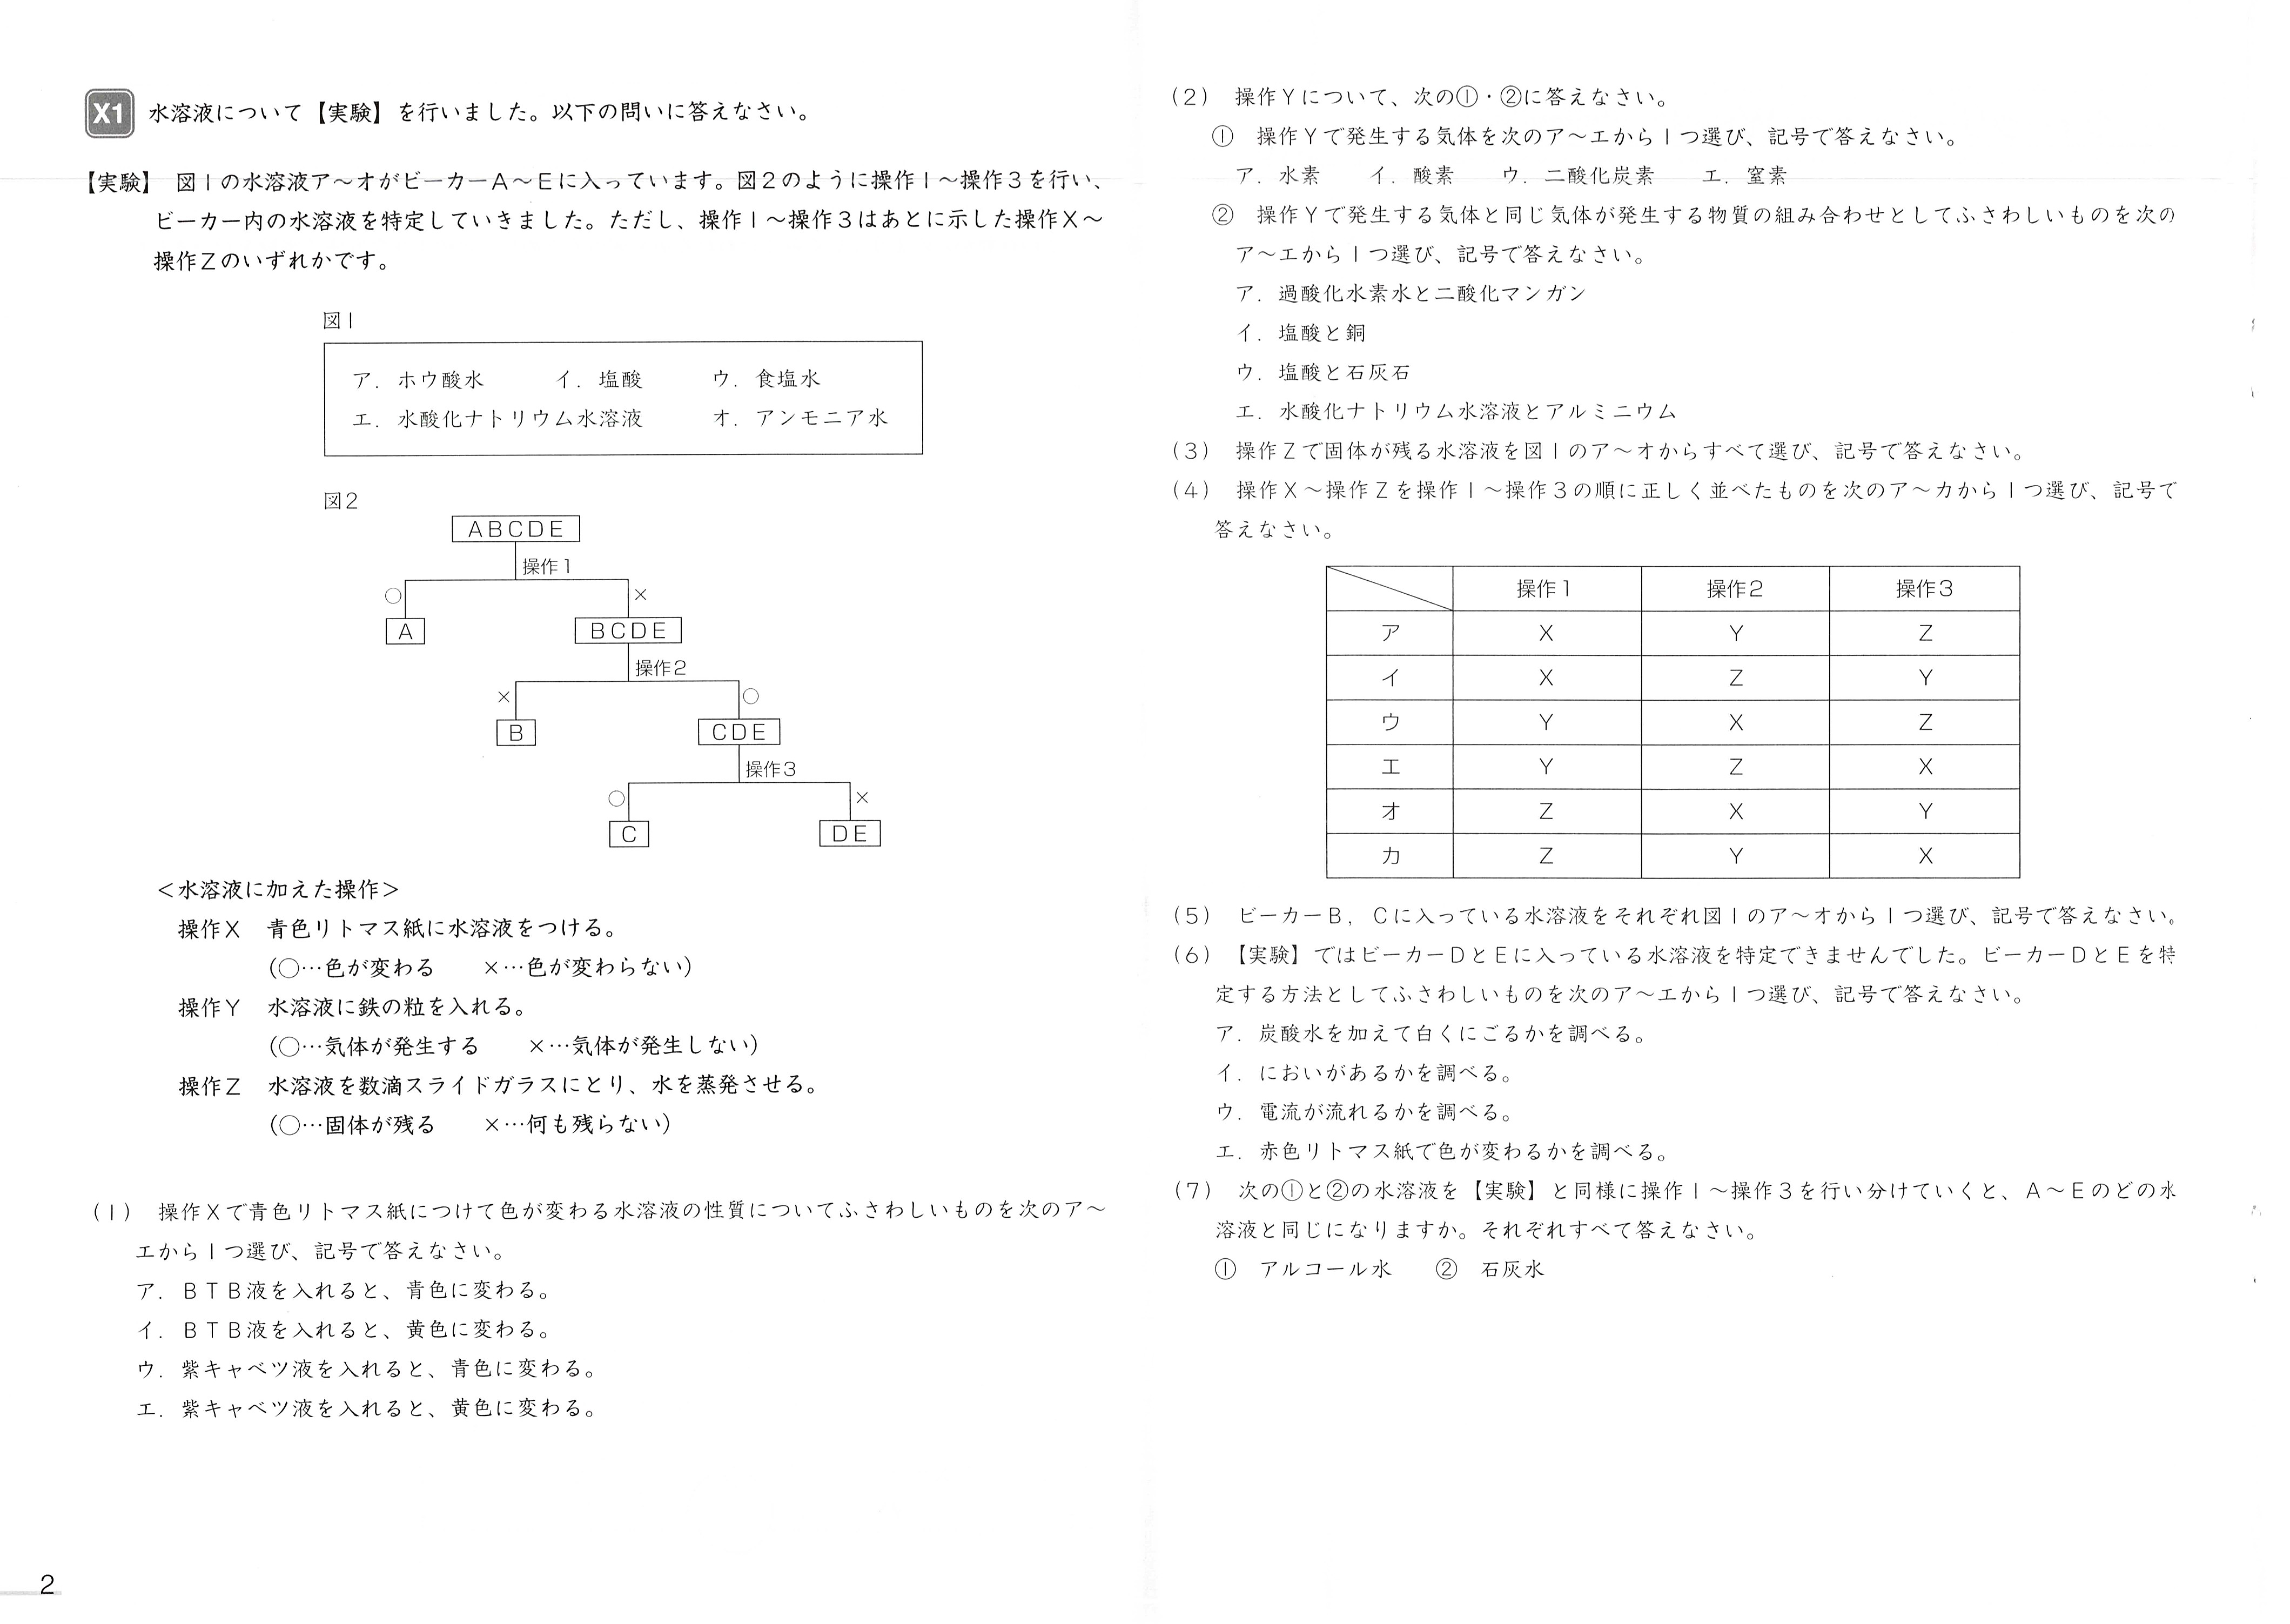 X1 水溶液について【実験】を行いました。以下の問いに答えなさい。
【実験】 図1の水溶液ア～オがビーカーA～Eに入っています。図2のように操作1～操作3を行い、
ビーカー内の水溶液を特定していきました。ただし、操作1～操作3はあとに示した操作X～
操作Zのいずれかです。
図1
ア. ホウ酸水 イ. 塩酸 ウ. 食塩水
エ. 水酸化ナトリウム水溶液 オ. アンモニア水
図2
ABCDE
操作1
○ ×
A BCDE
操作2
× ○
B CDE
操作3
○ ×
C DE
＜水溶液に加えた操作＞
操作X 青色リトマス紙に水溶液をつける。
(○…色が変わる ×…色が変わらない)
操作Y 水溶液に鉄の粒を入れる。
(○…気体が発生する ×…気体が発生しない)
操作Z 水溶液を数滴スライドガラスにとり、水を蒸発させる。
(○…固体が残る ×…何も残らない)
(1) 操作Xで青色リトマス紙につけて色が変わる水溶液の性質についてふさわしいものを次のア～
エから1つ選び、記号で答えなさい。
ア. BTB液を入れると、青色に変わる。
イ. BTB液を入れると、黄色に変わる。
ウ. 紫キャベツ液を入れると、青色に変わる。
エ. 紫キャベツ液を入れると、黄色に変わる。
2
(2) 操作Yについて、次の①・②に答えなさい。
① 操作Yで発生する気体を次のア～エから1つ選び、記号で答えなさい。
ア. 水素 イ. 酸素 ウ. 二酸化炭素 エ. 窒素
② 操作Yで発生する気体と同じ気体が発生する物質の組み合わせとしてふさわしいものを次の
ア～エから1つ選び、記号で答えなさい。
ア. 過酸化水素水と二酸化マンガン
イ. 塩酸と銅
ウ. 塩酸と石灰石
エ. 水酸化ナトリウム水溶液とアルミニウム
(3) 操作Zで固体が残る水溶液を図1のア～オからすべて選び、記号で答えなさい。
(4) 操作X～操作Zを操作1～操作3の順に正しく並べたものを次のア～カから1つ選び、記号で
答えなさい。
操作1 操作2 操作3
ア X Y Z
イ X Z Y
ウ Y X Z
エ Y Z X
オ Z X Y
カ Z Y X
(5) ビーカーB, Cに入っている水溶液をそれぞれ図1のア～オから1つ選び、記号で答えなさい。
(6) 【実験】ではビーカーDとEに入っている水溶液を特定できませんでした。ビーカーDとEを特
定する方法としてふさわしいものを次のア～エから1つ選び、記号で答えなさい。
ア. 炭酸水を加えて白くにごるかを調べる。
イ. においがあるかを調べる。
ウ. 電流が流れるかを調べる。
エ. 赤色リトマス紙で色が変わるかを調べる。
(7) 次の①と②の水溶液を【実験】と同様に操作1～操作3を行い分けていくと、A～Eのどの水
溶液と同じになりますか。それぞれすべて答えなさい。
① アルコール水 ② 石灰水